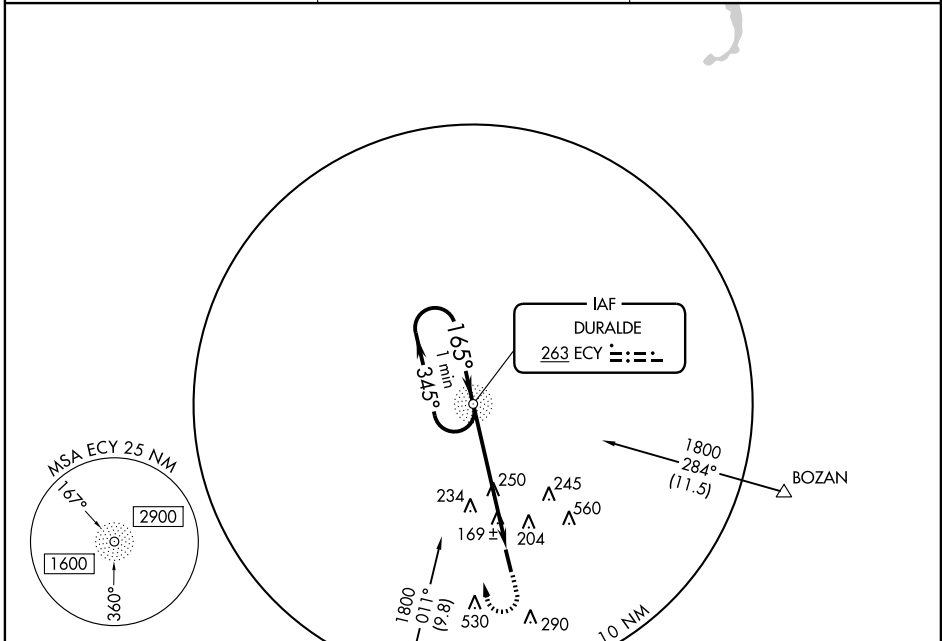 IAF
DURALDE
263 ECY
165°
1 min
345°
1800
284°
(11.5)
BOZAN
MSA ECY 25 NM
167°
2900
1600
360°
250
245
234
560
169 ±
204
1800
011°
(9.8)
530
290
10 NM